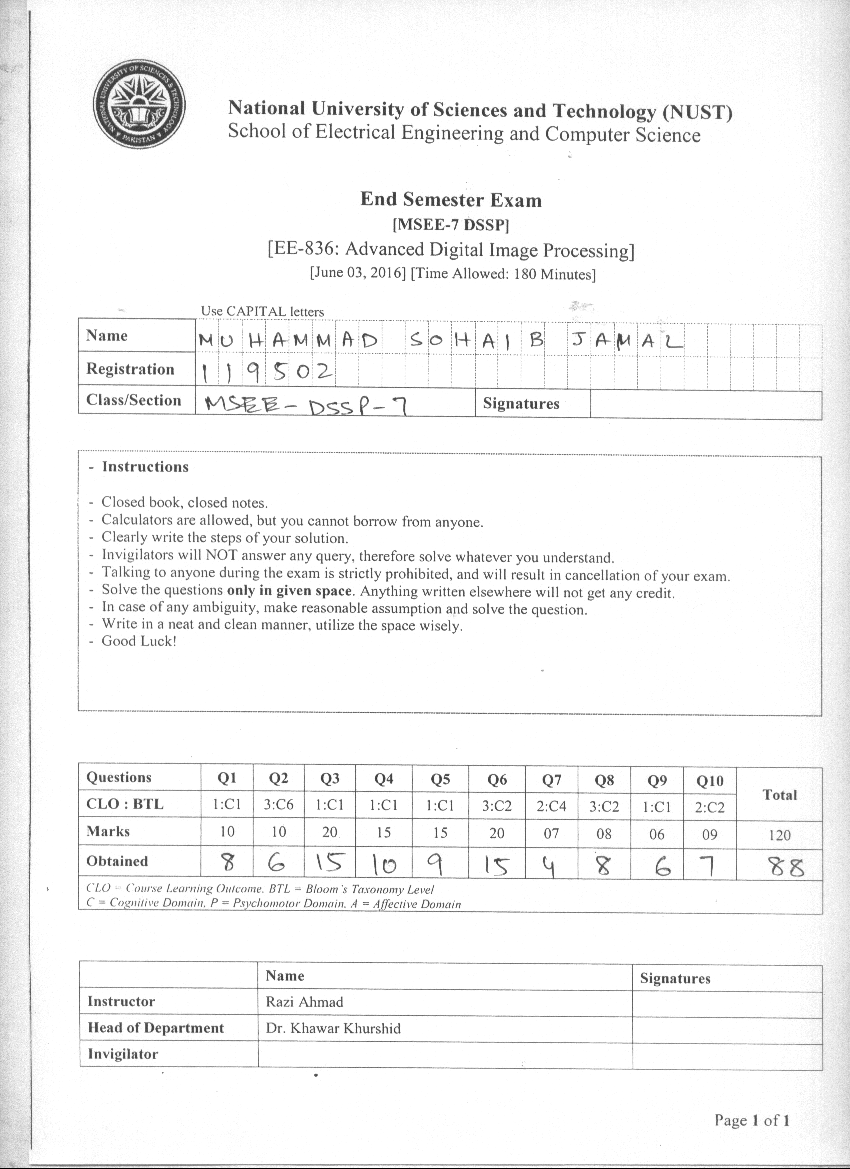 NATIONAL UNIVERSITY OF SCIENCES & TECHNOLOGY
PAKISTAN
National University of Sciences and Technology (NUST)
School of Electrical Engineering and Computer Science
End Semester Exam
[MSEE-7 DSSP]
[EE-836: Advanced Digital Image Processing]
[June 03, 2016] [Time Allowed: 180 Minutes]
Use CAPITAL letters
Name MUHAMMAD SOHAIB JAMAL
Registration 119502
Class/Section MSEE-DSSP-7 Signatures
- Instructions
- Closed book, closed notes.
- Calculators are allowed, but you cannot borrow from anyone.
- Clearly write the steps of your solution.
- Invigilators will NOT answer any query, therefore solve whatever you understand.
- Talking to anyone during the exam is strictly prohibited, and will result in cancellation of your exam.
- Solve the questions only in given space. Anything written elsewhere will not get any credit.
- In case of any ambiguity, make reasonable assumption and solve the question.
- Write in a neat and clean manner, utilize the space wisely.
- Good Luck!
Questions Q1 Q2 Q3 Q4 Q5 Q6 Q7 Q8 Q9 Q10 Total
CLO : BTL 1:C1 3:C6 1:C1 1:C1 1:C1 3:C2 2:C4 3:C2 1:C1 2:C2
Marks 10 10 20 15 15 20 07 08 06 09 120
Obtained 8 6 15 10 9 15 4 8 6 7 88
CLO = Course Learning Outcome, BTL = Bloom's Taxonomy Level
C = Cognitive Domain, P = Psychomotor Domain, A = Affective Domain
Name Signatures
Instructor Razi Ahmad
Head of Department Dr. Khawar Khurshid
Invigilator
Page 1 of 1